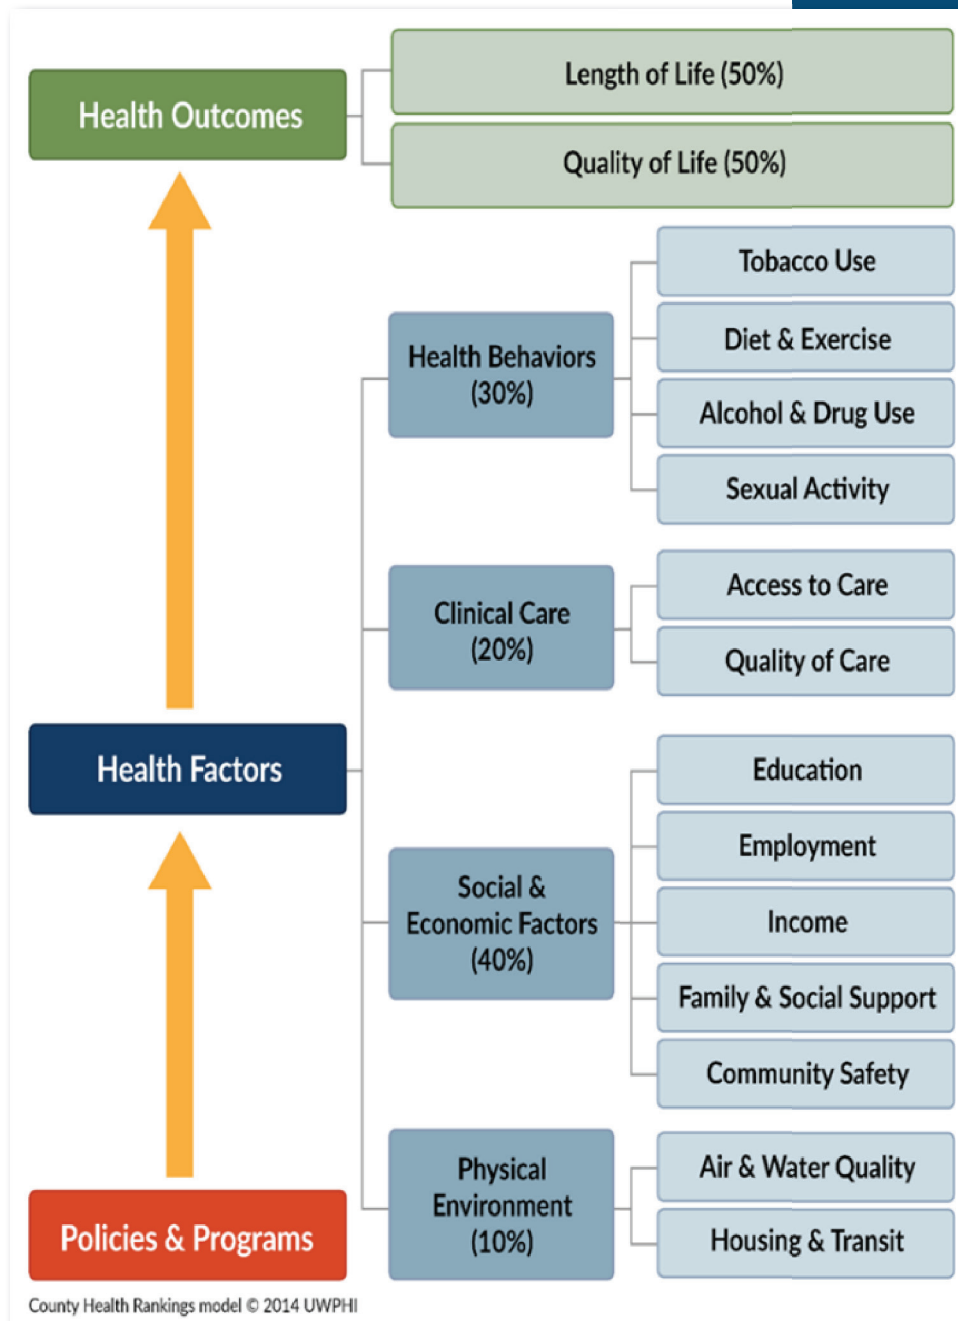 Health Outcomes
Length of Life (50%)
Quality of Life (50%)
Health Factors
Health Behaviors
(30%)
Tobacco Use
Diet & Exercise
Alcohol & Drug Use
Sexual Activity
Clinical Care
(20%)
Access to Care
Quality of Care
Social &
Economic Factors
(40%)
Education
Employment
Income
Family & Social Support
Community Safety
Physical
Environment
(10%)
Air & Water Quality
Housing & Transit
Policies & Programs
County Health Rankings model © 2014 UWPHI